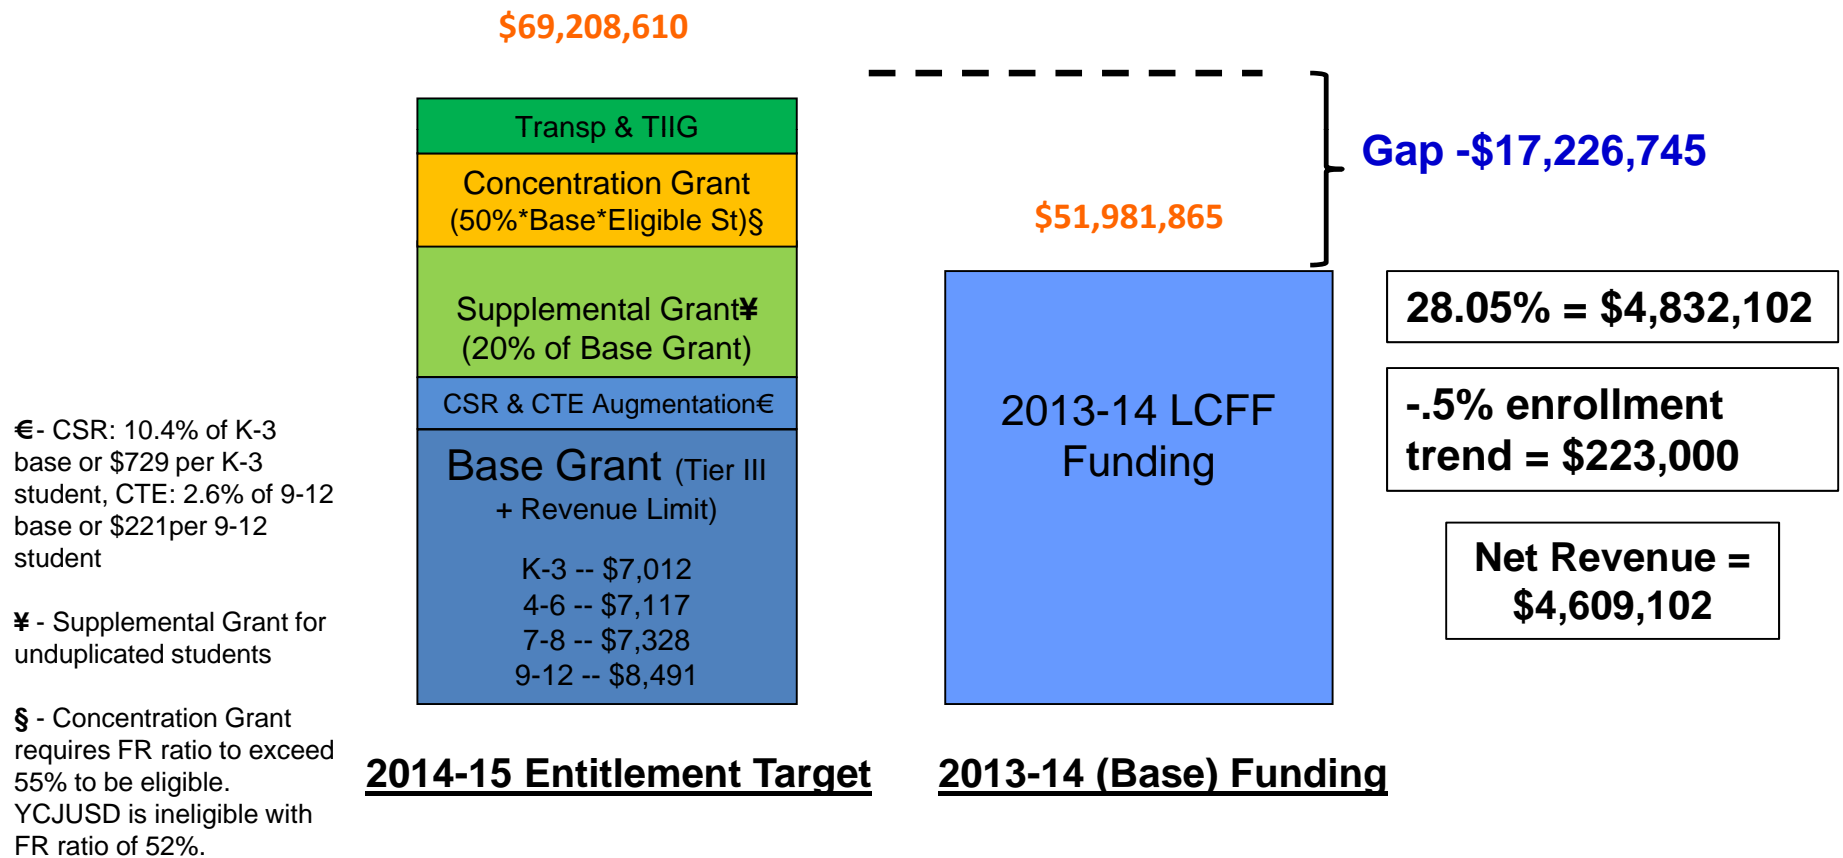 $69,208,610
Transp & TIIG
Concentration Grant
(50%*Base*Eligible St)§
Supplemental Grant¥
(20% of Base Grant)
CSR & CTE Augmentation€
Base Grant (Tier III
+ Revenue Limit)
K-3 -- $7,012
4-6 -- $7,117
7-8 -- $7,328
9-12 -- $8,491
2014-15 Entitlement Target
$51,981,865
2013-14 LCFF
Funding
2013-14 (Base) Funding
Gap -$17,226,745
28.05% = $4,832,102
-.5% enrollment
trend = $223,000
Net Revenue =
$4,609,102
€- CSR: 10.4% of K-3
base or $729 per K-3
student, CTE: 2.6% of 9-12
base or $221per 9-12
student
¥ - Supplemental Grant for
unduplicated students
§ - Concentration Grant
requires FR ratio to exceed
55% to be eligible.
YCJUSD is ineligible with
FR ratio of 52%.